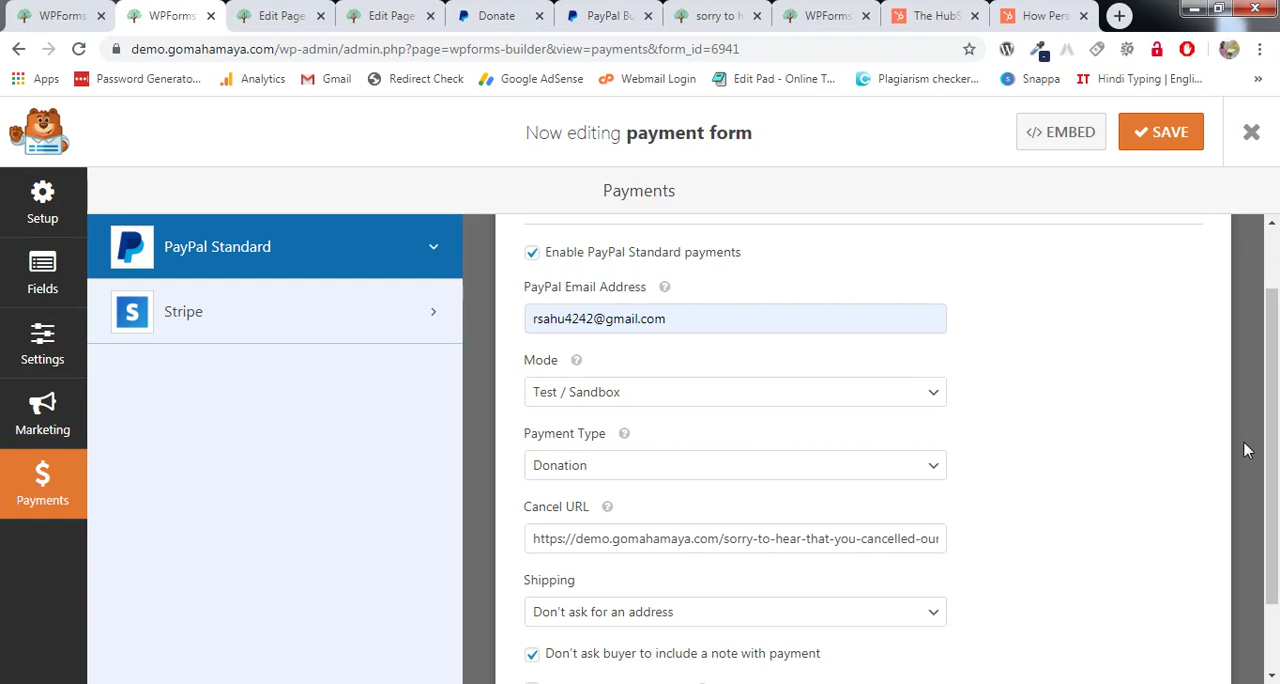 WPForms
WPForms
Edit Page
Edit Page
Donate
PayPal Bu
sorry to h
WPForms
The HubS
How Pers
demo.gomahamaya.com/wp-admin/admin.php?page=wpforms-builder&view=payments&form_id=6941
Apps
Password Generato...
Analytics
Gmail
Redirect Check
Google AdSense
Webmail Login
Edit Pad - Online T...
Plagiarism checker...
Snappa
Hindi Typing | Engli...
Now editing payment form
</> EMBED
SAVE
Setup
Fields
Settings
Marketing
Payments
Payments
PayPal Standard
Stripe
Enable PayPal Standard payments
PayPal Email Address
rsahu4242@gmail.com
Mode
Test / Sandbox
Payment Type
Donation
Cancel URL
https://demo.gomahamaya.com/sorry-to-hear-that-you-cancelled-our
Shipping
Don't ask for an address
Don't ask buyer to include a note with payment